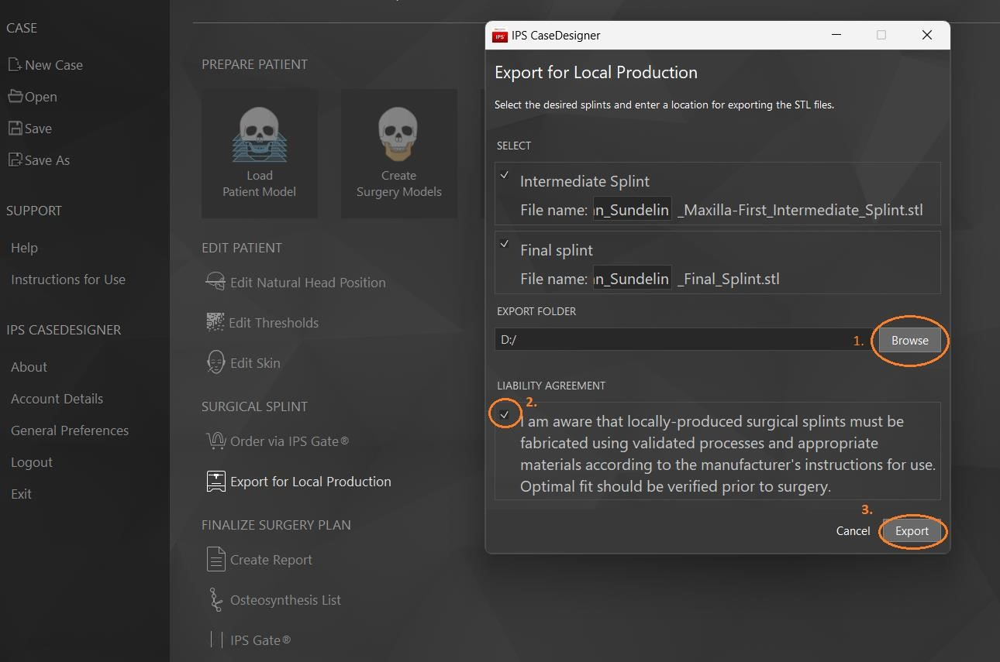 CASE
New Case
Open
Save
Save As
SUPPORT
Help
Instructions for Use
IPS CASEDESIGNER
About
Account Details
General Preferences
Logout
Exit
PREPARE PATIENT
Load
Patient Model
Create
Surgery Models
EDIT PATIENT
Edit Natural Head Position
Edit Thresholds
Edit Skin
SURGICAL SPLINT
Order via IPS Gate®
Export for Local Production
FINALIZE SURGERY PLAN
Create Report
Osteosynthesis List
IPS Gate®
IPS IPS CaseDesigner
Export for Local Production
Select the desired splints and enter a location for exporting the STL files.
SELECT
Intermediate Splint
File name: n_Sundelin _Maxilla-First_Intermediate_Splint.stl
Final splint
File name: n_Sundelin _Final_Splint.stl
EXPORT FOLDER
D:/ 1. Browse
LIABILITY AGREEMENT
2.
I am aware that locally-produced surgical splints must be
fabricated using validated processes and appropriate
materials according to the manufacturer's instructions for use.
Optimal fit should be verified prior to surgery.
3.
Cancel Export